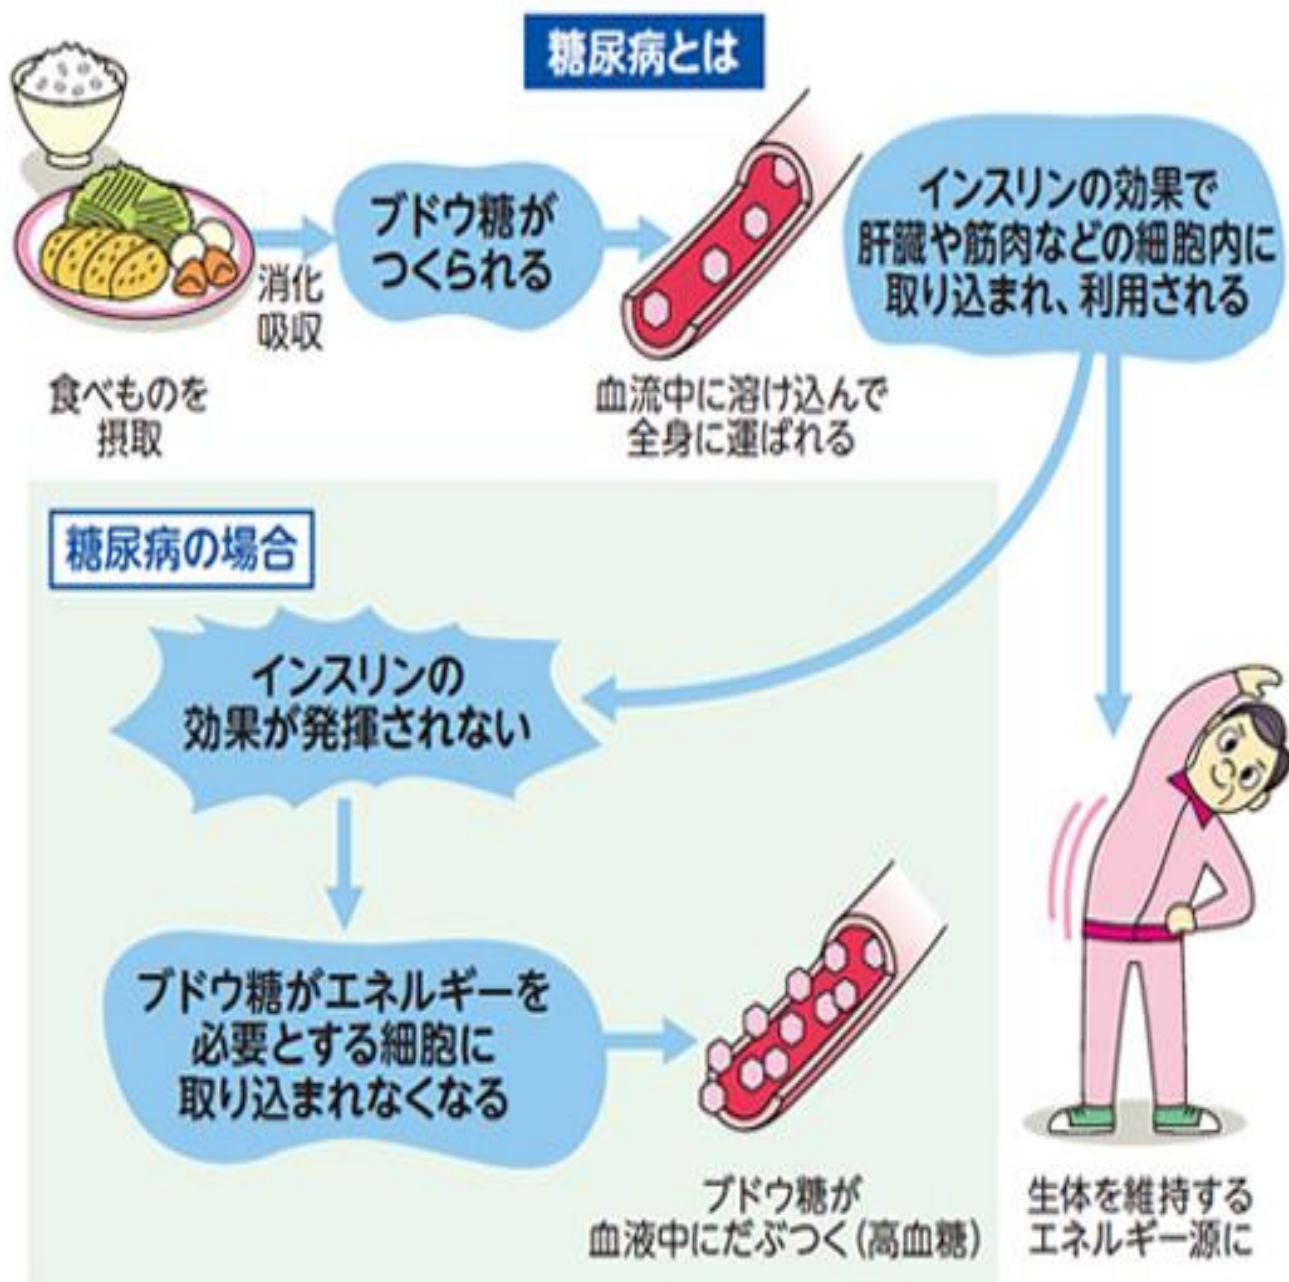 糖尿病とは
ブドウ糖が
つくられる
インスリンの効果で
肝臓や筋肉などの細胞内に
取り込まれ、利用される
消化
吸収
食べものを
摂取
血流中に溶け込んで
全身に運ばれる
糖尿病の場合
インスリンの
効果が発揮されない
ブドウ糖がエネルギーを
必要とする細胞に
取り込まれなくなる
ブドウ糖が
血液中にだぶつく(高血糖)
生体を維持する
エネルギー源に